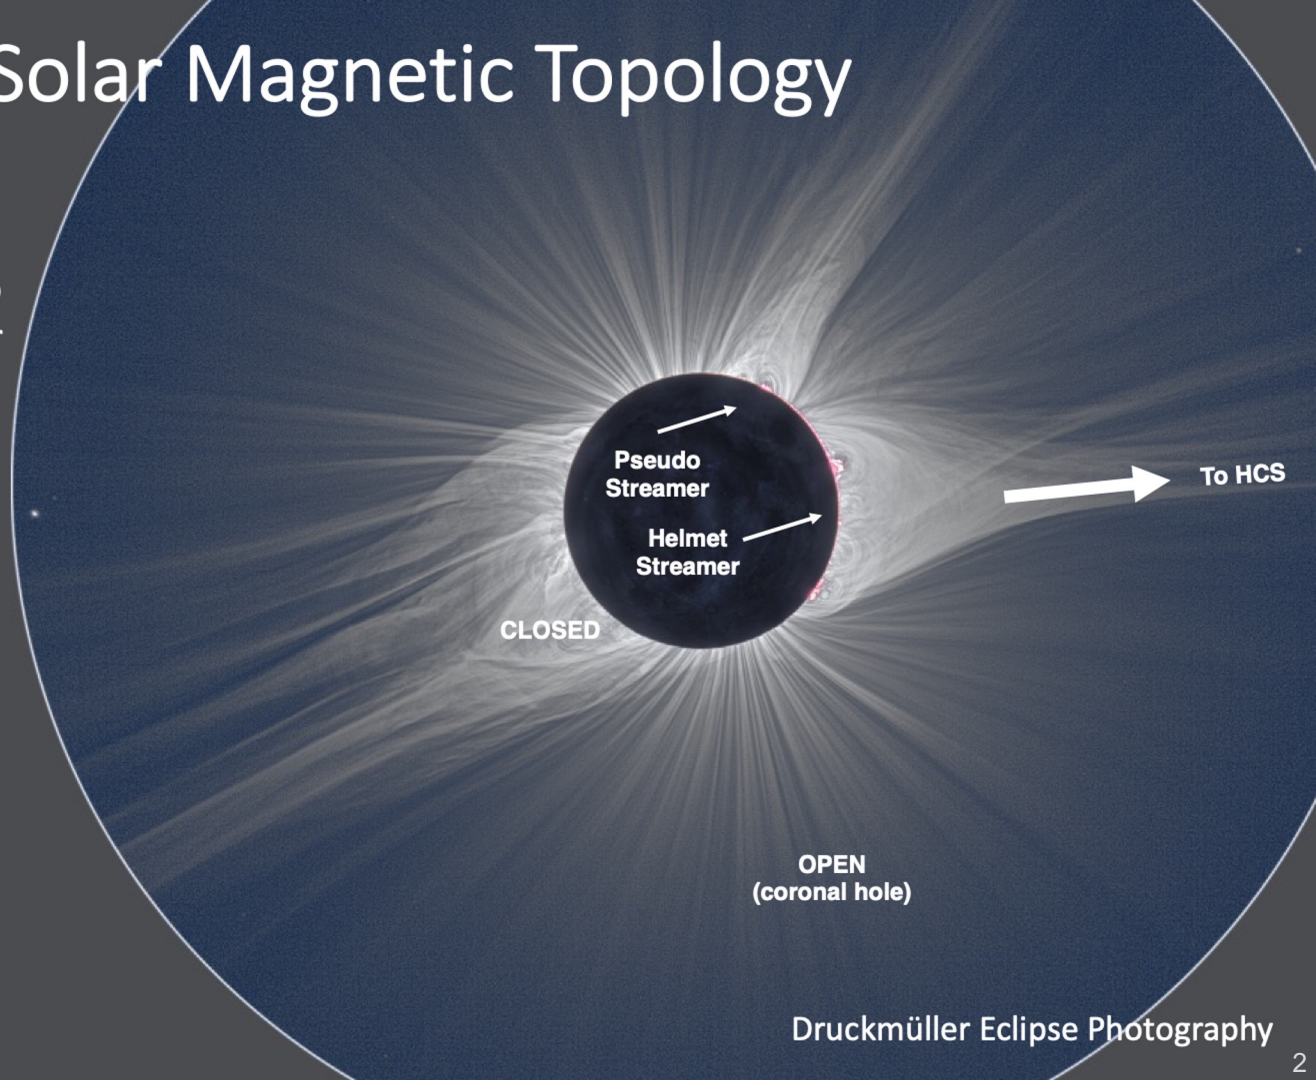 Solar Magnetic Topology
Pseudo
Streamer
Helmet
Streamer
To HCS
CLOSED
OPEN
(coronal hole)
Druckmüller Eclipse Photography
2